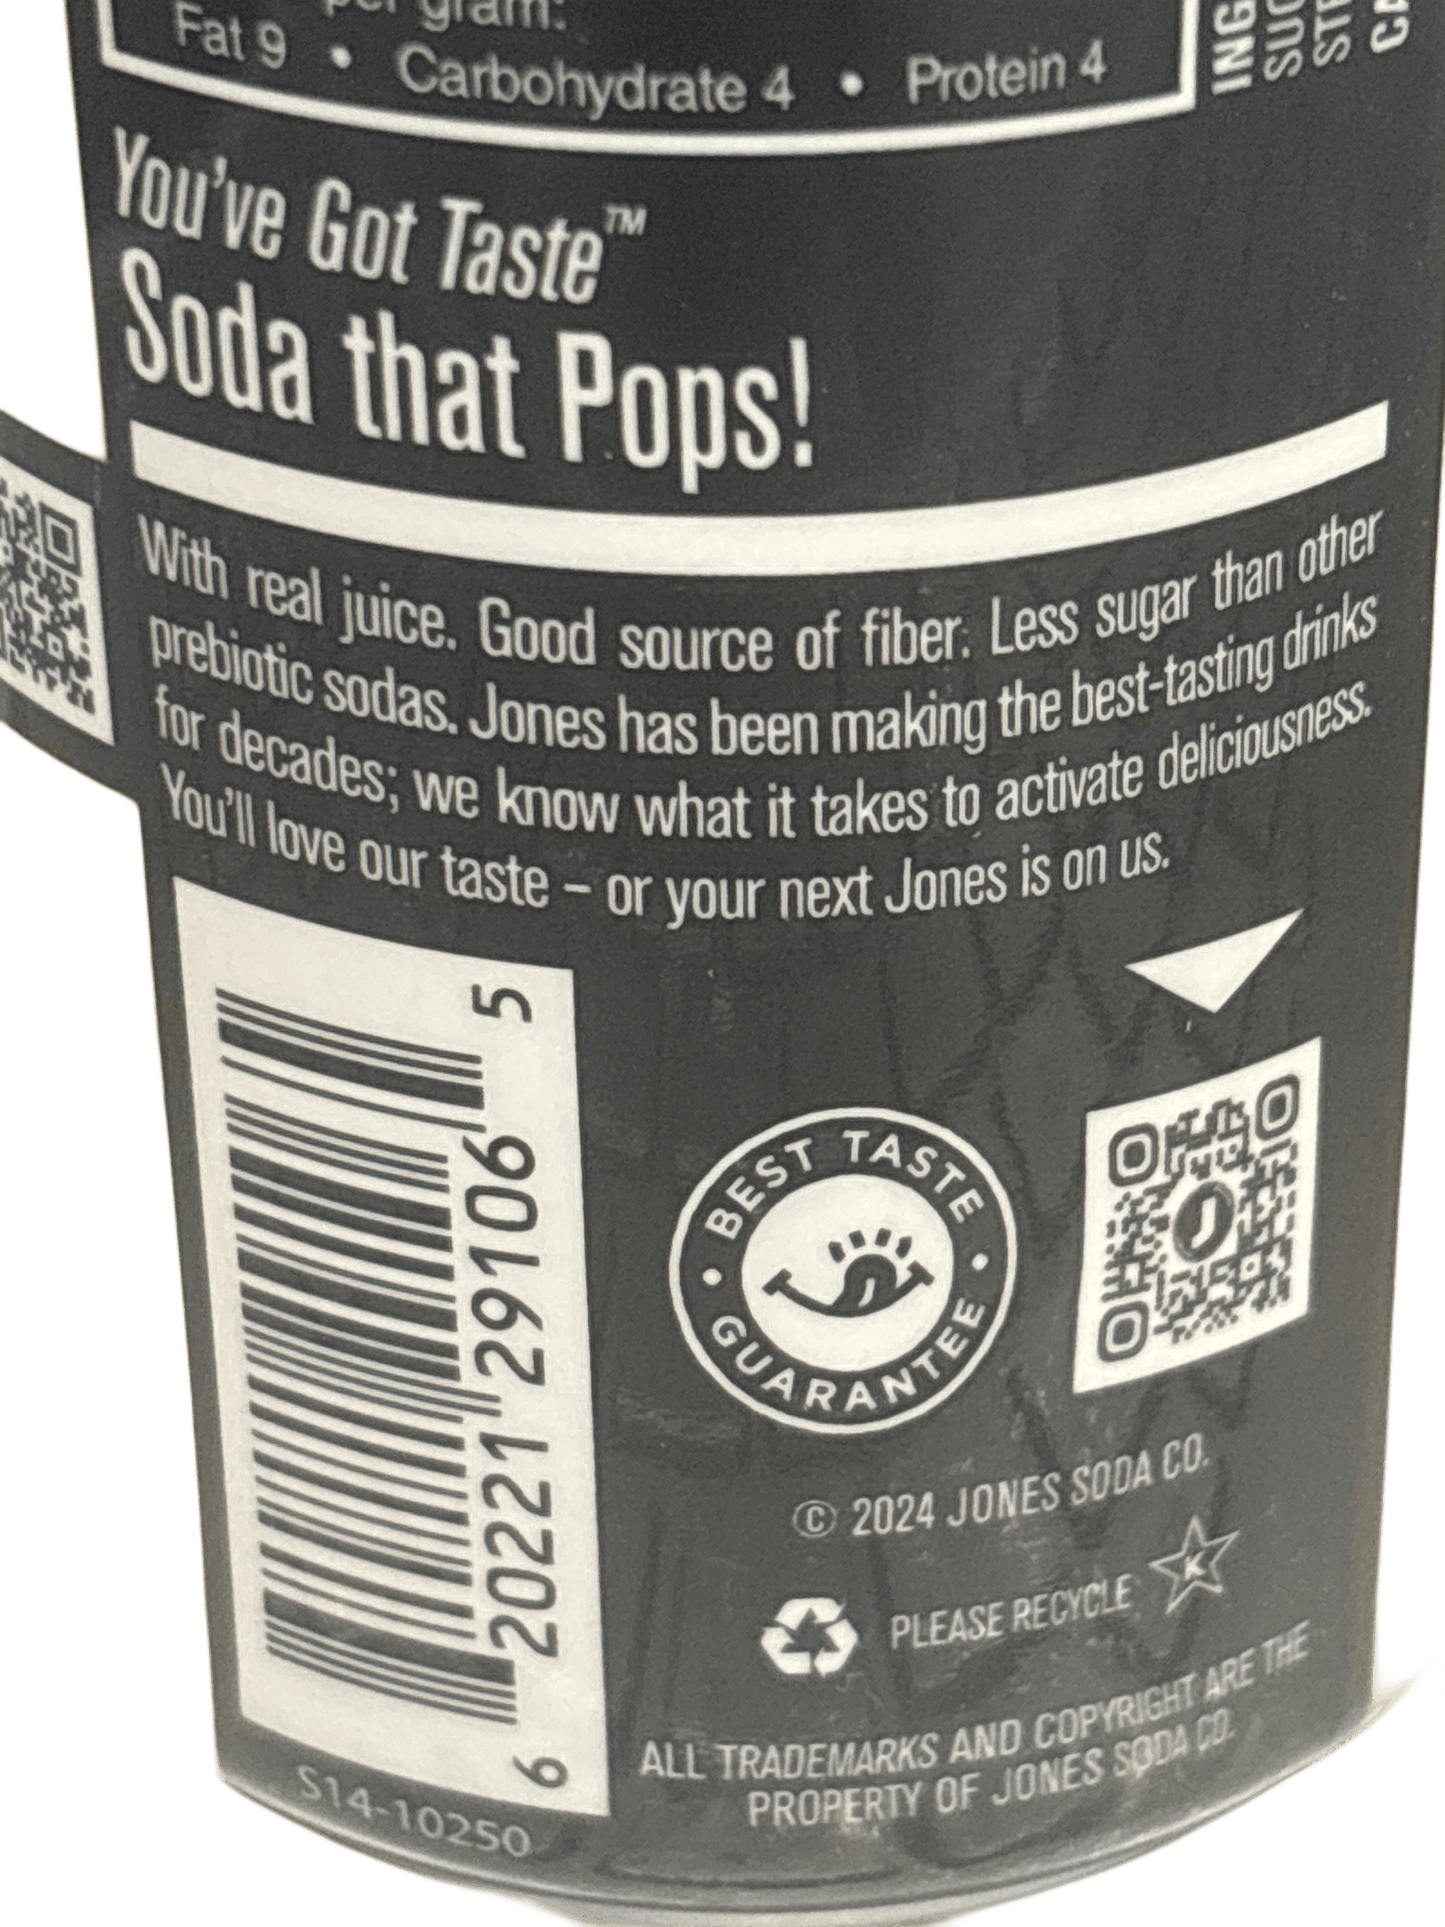 per gram:
Fat 9 • Carbohydrate 4 • Protein 4
ING
You've Got Taste™
Soda that Pops!
With real juice. Good source of fiber. Less sugar than other
prebiotic sodas. Jones has been making the best-tasting drinks
for decades; we know what it takes to activate deliciousness.
You'll love our taste – or your next Jones is on us.
6 20221 29106 5
• BEST TASTE •
GUARANTEE
J
© 2024 JONES SODA CO.
PLEASE RECYCLE
K
ALL TRADEMARKS AND COPYRIGHT ARE THE
PROPERTY OF JONES SODA CO.
S14-10250